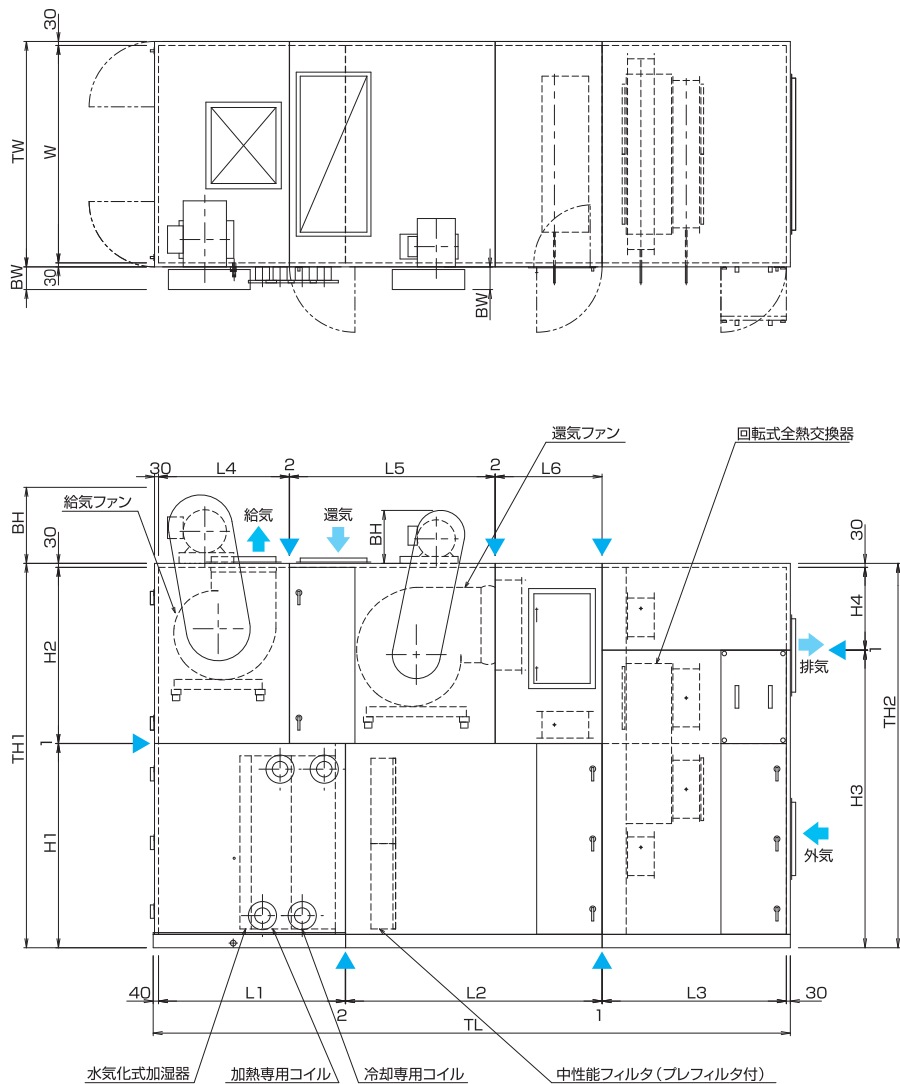 30
TW
W
BW
30
BW
還気ファン
回転式全熱交換器
30
L4
2
L5
2
L6
給気ファン
給気
還気
BH
BH
30
30
H4
H2
排気
1
TH1
1
TH2
H3
H1
外気
40
L1
L2
L3
30
2
1
TL
水気化式加湿器
加熱専用コイル
冷却専用コイル
中性能フィルタ(プレフィルタ付)